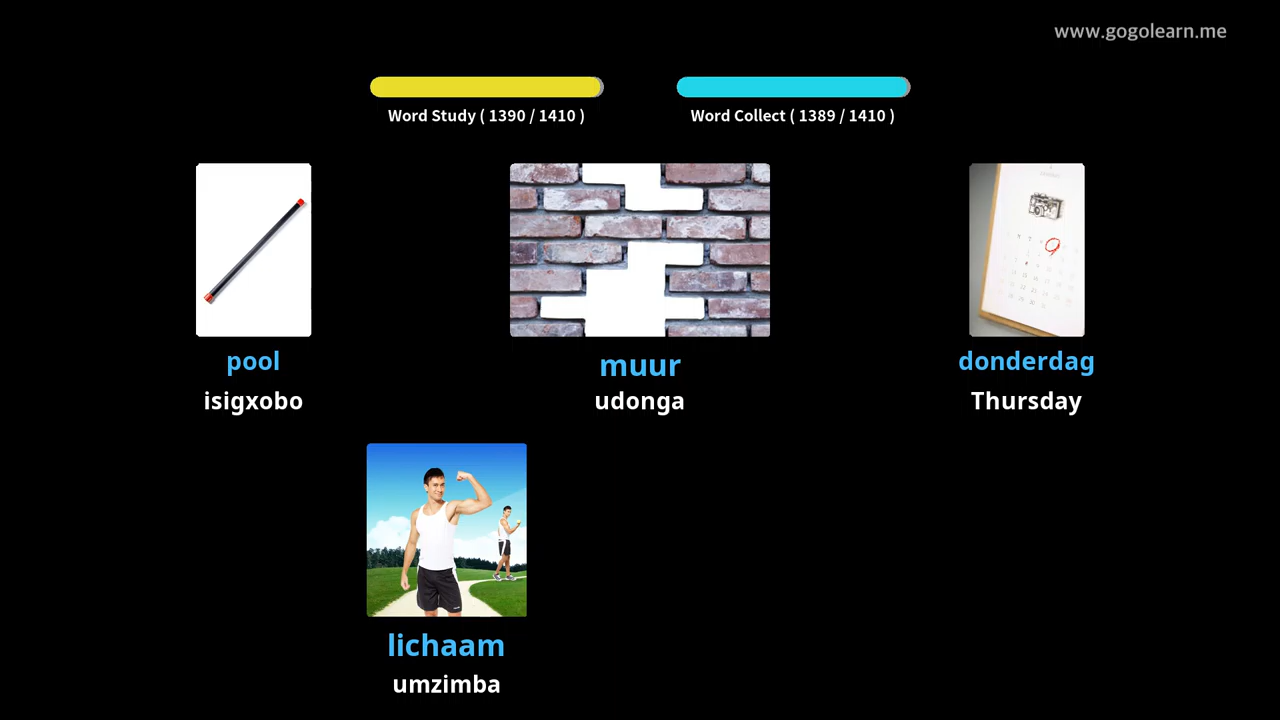 www.gogolearn.me
Word Study ( 1390 / 1410 )
Word Collect ( 1389 / 1410 )
pool
muur
donderdag
isigxobo
udonga
Thursday
lichaam
umzimba